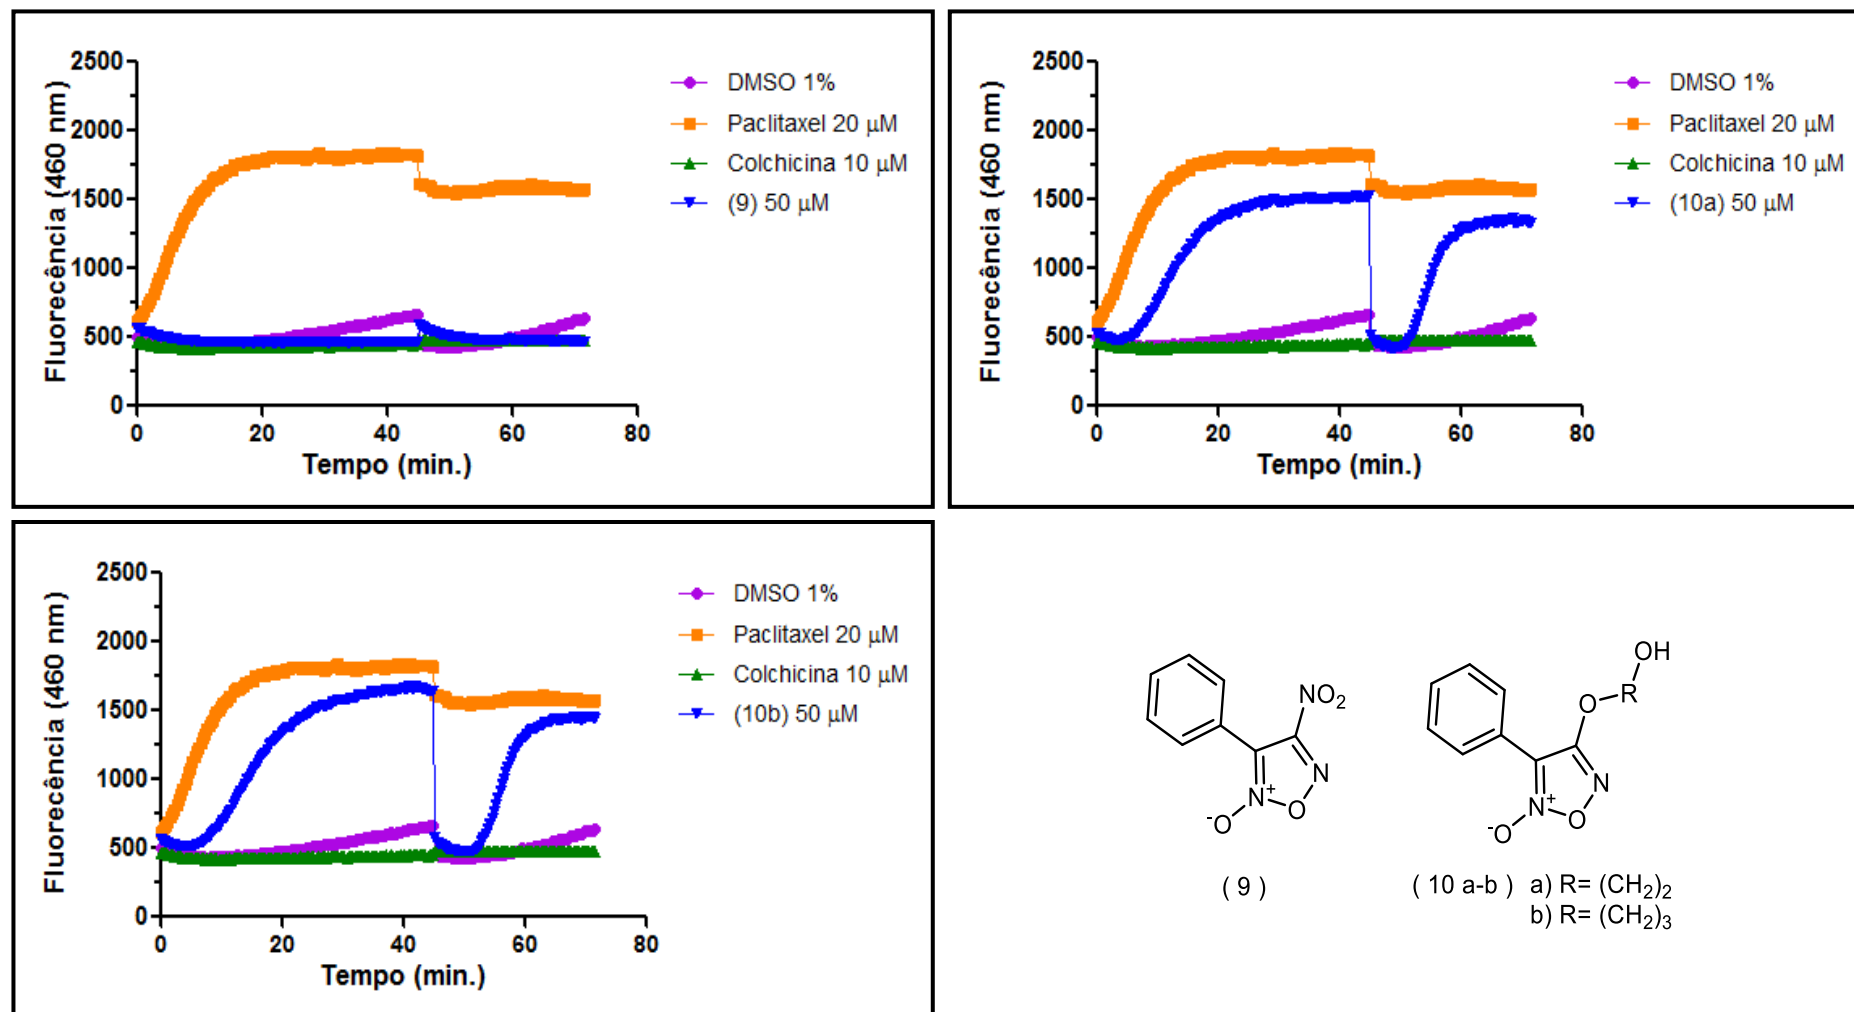 2500
2000
1500
1000
500
0
0 20 40 60 80
Fluorecência (460 nm)
Tempo (min.)
DMSO 1%
Paclitaxel 20 μM
Colchicina 10 μM
(9) 50 μM
2500
2000
1500
1000
500
0
0 20 40 60 80
Fluorecência (460 nm)
Tempo (min.)
DMSO 1%
Paclitaxel 20 μM
Colchicina 10 μM
(10a) 50 μM
2500
2000
1500
1000
500
0
0 20 40 60 80
Fluorecência (460 nm)
Tempo (min.)
DMSO 1%
Paclitaxel 20 μM
Colchicina 10 μM
(10b) 50 μM
NO₂
N
N⁺
O
⁻O
( 9 )
OH
R
O
N
N⁺
O
⁻O
( 10 a-b ) a) R= (CH₂)₂
b) R= (CH₂)₃